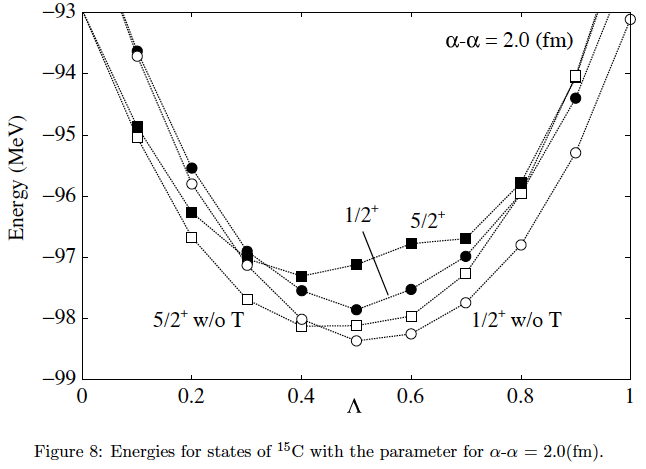 −93
α-α = 2.0 (fm)
−94
−95
Energy (MeV)
−96
1/2⁺
5/2⁺
−97
−98
5/2⁺ w/o T
1/2⁺ w/o T
−99
0 0.2 0.4 0.6 0.8 1
Λ
Figure 8: Energies for states of ¹⁵C with the parameter for α-α = 2.0(fm).